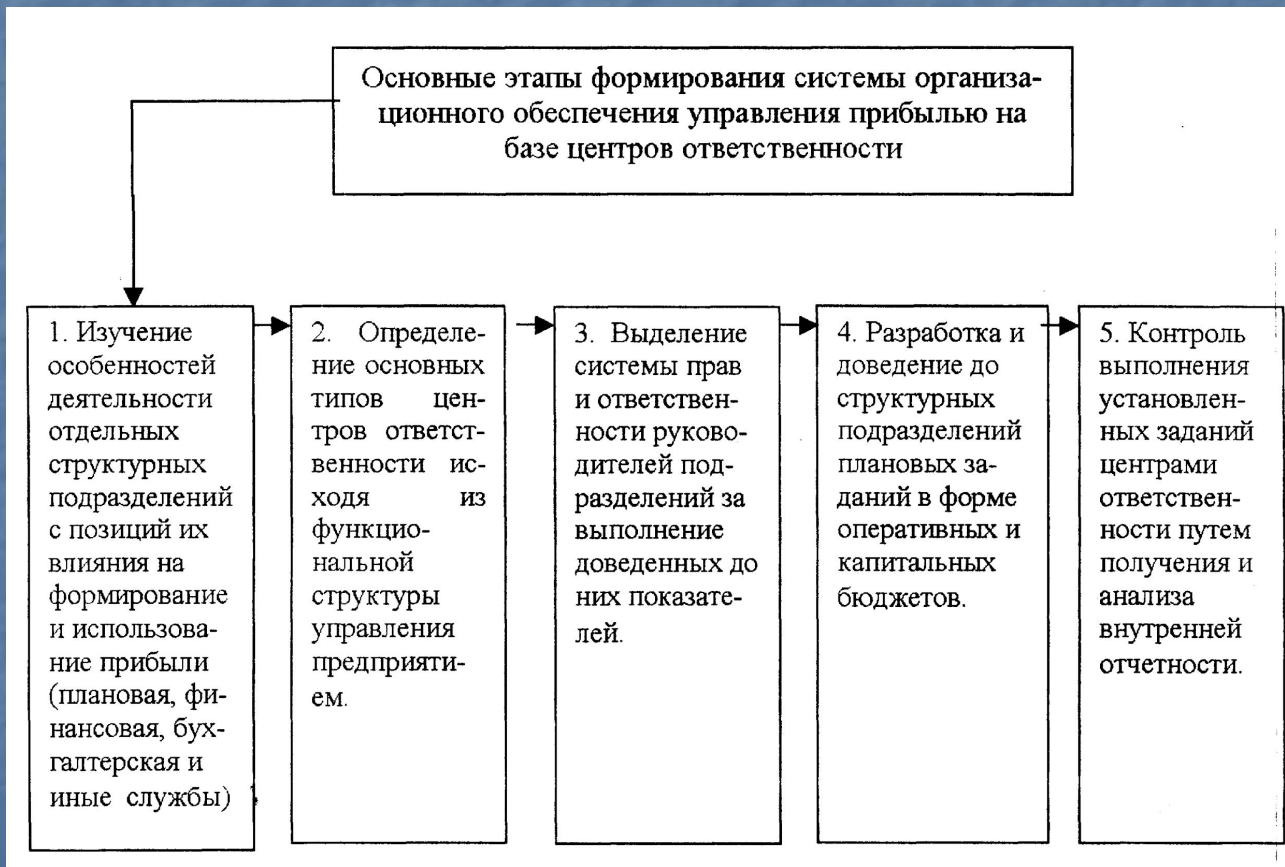 Основные этапы формирования системы организа-
ционного обеспечения управления прибылью на
базе центров ответственности
1. Изучение
особенностей
деятельности
отдельных
структурных
подразделений
с позиций их
влияния на
формирование
и использова-
ние прибыли
(плановая, фи-
нансовая, бух-
галтерская и
иные службы)
2. Определе-
ние основных
типов цен-
тров ответст-
венности ис-
ходя из
функцио-
нальной
структуры
управления
предприяти-
ем.
3. Выделение
системы прав
и ответствен-
ности руково-
дителей под-
разделений за
выполнение
доведенных до
них показате-
лей.
4. Разработка и
доведение до
структурных
подразделений
плановых за-
даний в форме
оперативных и
капитальных
бюджетов.
5. Контроль
выполнения
установлен-
ных заданий
центрами
ответствен-
ности путем
получения и
анализа
внутренней
отчетности.